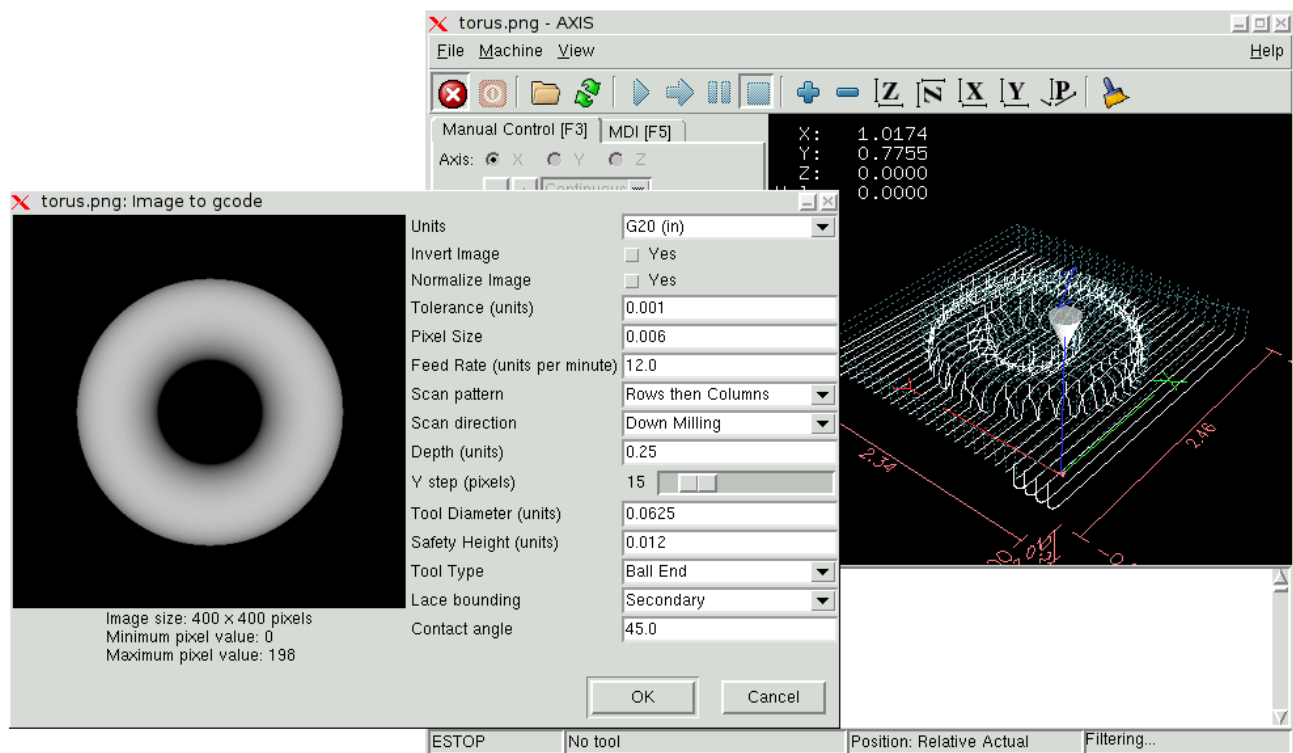 torus.png - AXIS
File Machine View Help
Z N X Y P
Manual Control [F3] MDI [F5]
Axis: X Y Z
Continuous
X: 1.0174
Y: 0.7755
Z: 0.0000
0.0000
2.34
2.46
torus.png: Image to gcode
Units G20 (in)
Invert Image Yes
Normalize Image Yes
Tolerance (units) 0.001
Pixel Size 0.006
Feed Rate (units per minute) 12.0
Scan pattern Rows then Columns
Scan direction Down Milling
Depth (units) 0.25
Y step (pixels) 15
Tool Diameter (units) 0.0625
Safety Height (units) 0.012
Tool Type Ball End
Lace bounding Secondary
Contact angle 45.0
Image size: 400 x 400 pixels
Minimum pixel value: 0
Maximum pixel value: 198
OK Cancel
ESTOP No tool Position: Relative Actual Filtering...